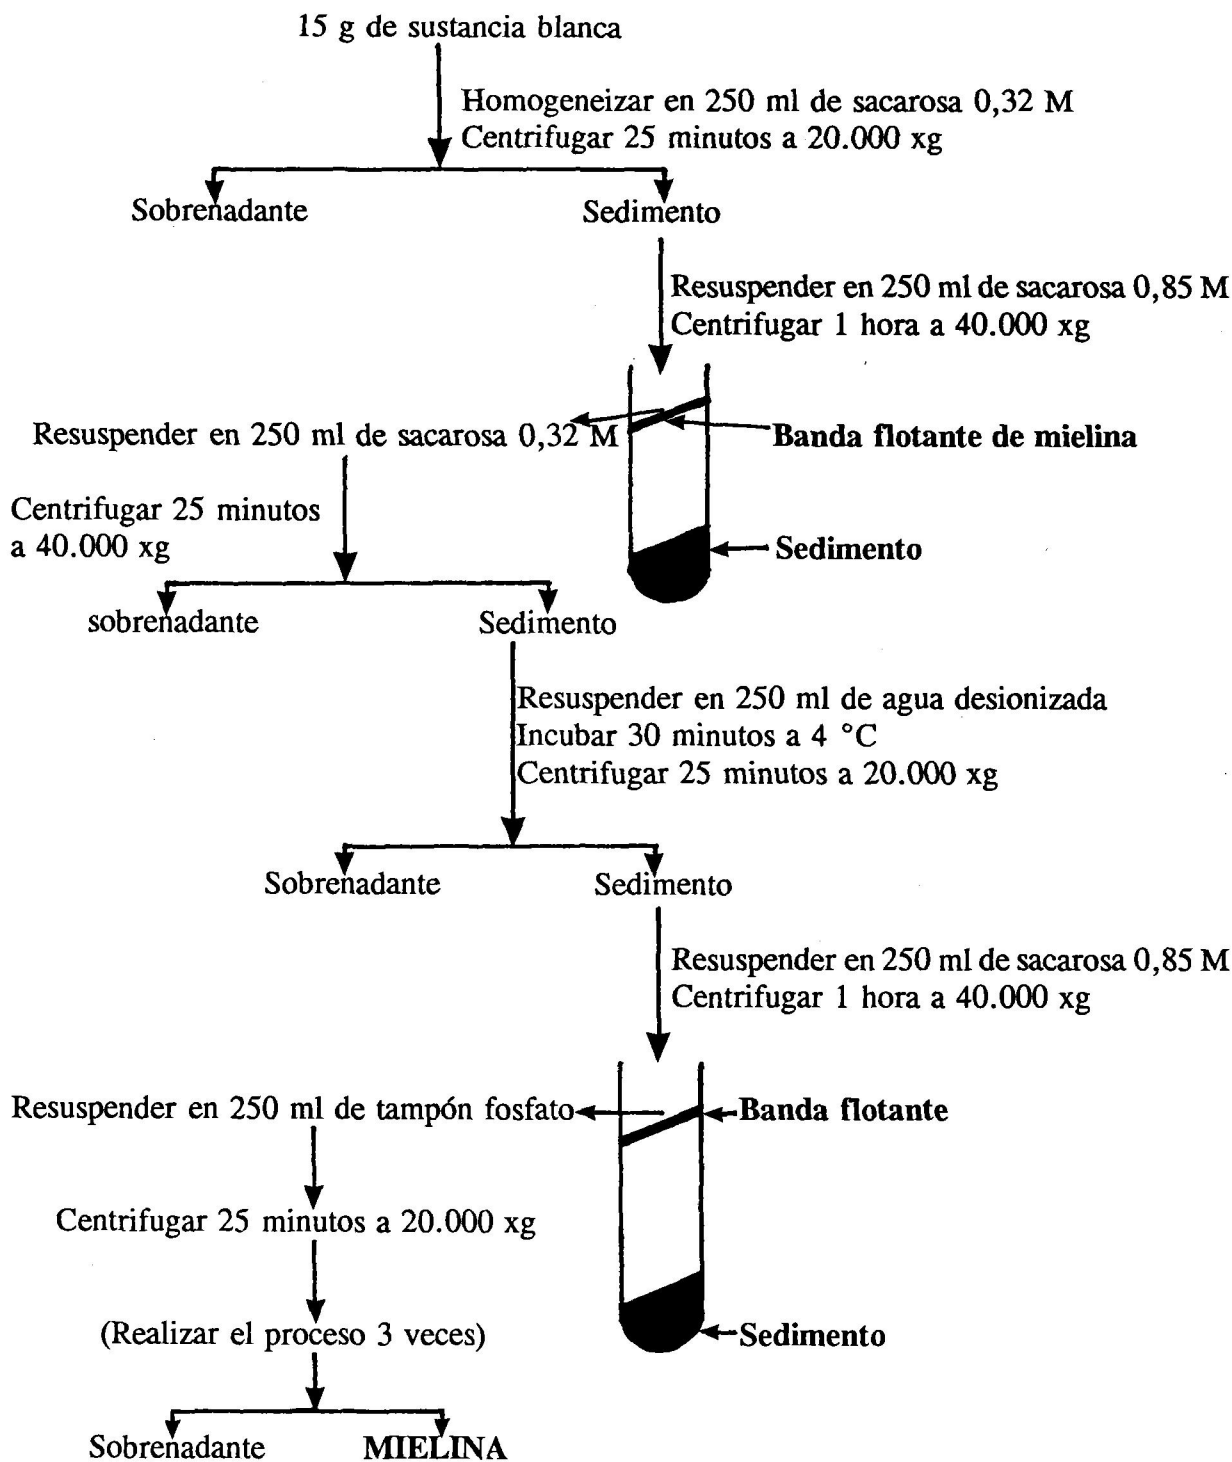 15 g de sustancia blanca
Homogeneizar en 250 ml de sacarosa 0,32 M
Centrifugar 25 minutos a 20.000 xg
Sobrenadante
Sedimento
Resuspender en 250 ml de sacarosa 0,85 M
Centrifugar 1 hora a 40.000 xg
Resuspender en 250 ml de sacarosa 0,32 M
Banda flotante de mielina
Centrifugar 25 minutos
a 40.000 xg
Sedimento
sobrenadante
Sedimento
Resuspender en 250 ml de agua desionizada
Incubar 30 minutos a 4 °C
Centrifugar 25 minutos a 20.000 xg
Sobrenadante
Sedimento
Resuspender en 250 ml de sacarosa 0,85 M
Centrifugar 1 hora a 40.000 xg
Resuspender en 250 ml de tampón fosfato
Banda flotante
Centrifugar 25 minutos a 20.000 xg
(Realizar el proceso 3 veces)
Sedimento
Sobrenadante
MIELINA